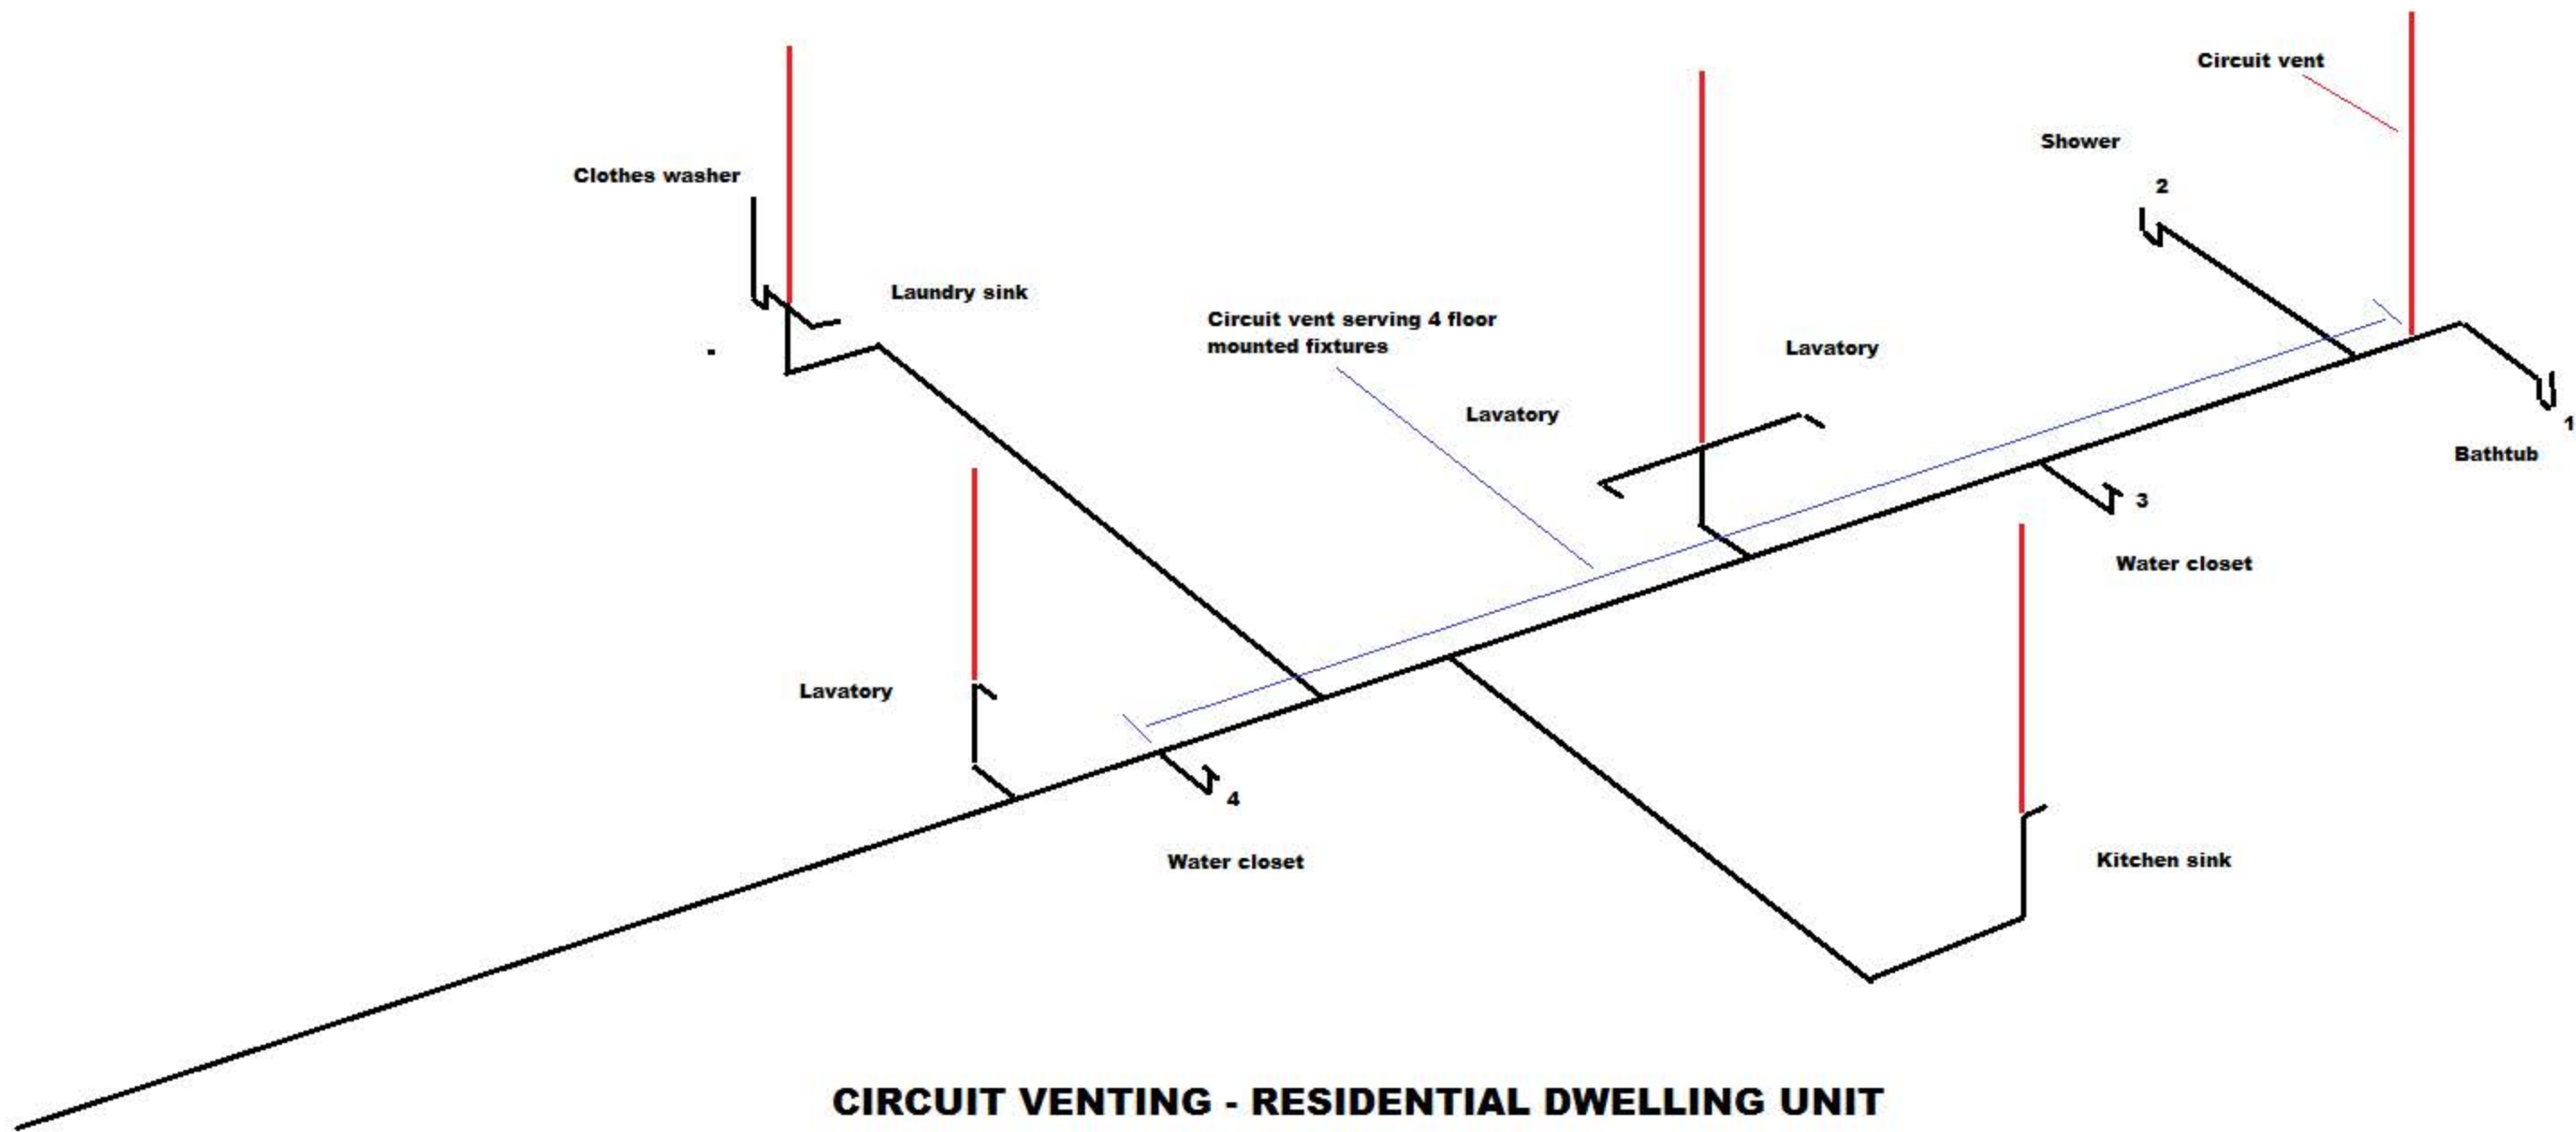 Circuit vent
Shower
2
Clothes washer
Laundry sink
Circuit vent serving 4 floor
mounted fixtures
Lavatory
Lavatory
1
Bathtub
3
Water closet
Lavatory
4
Water closet
Kitchen sink
CIRCUIT VENTING - RESIDENTIAL DWELLING UNIT